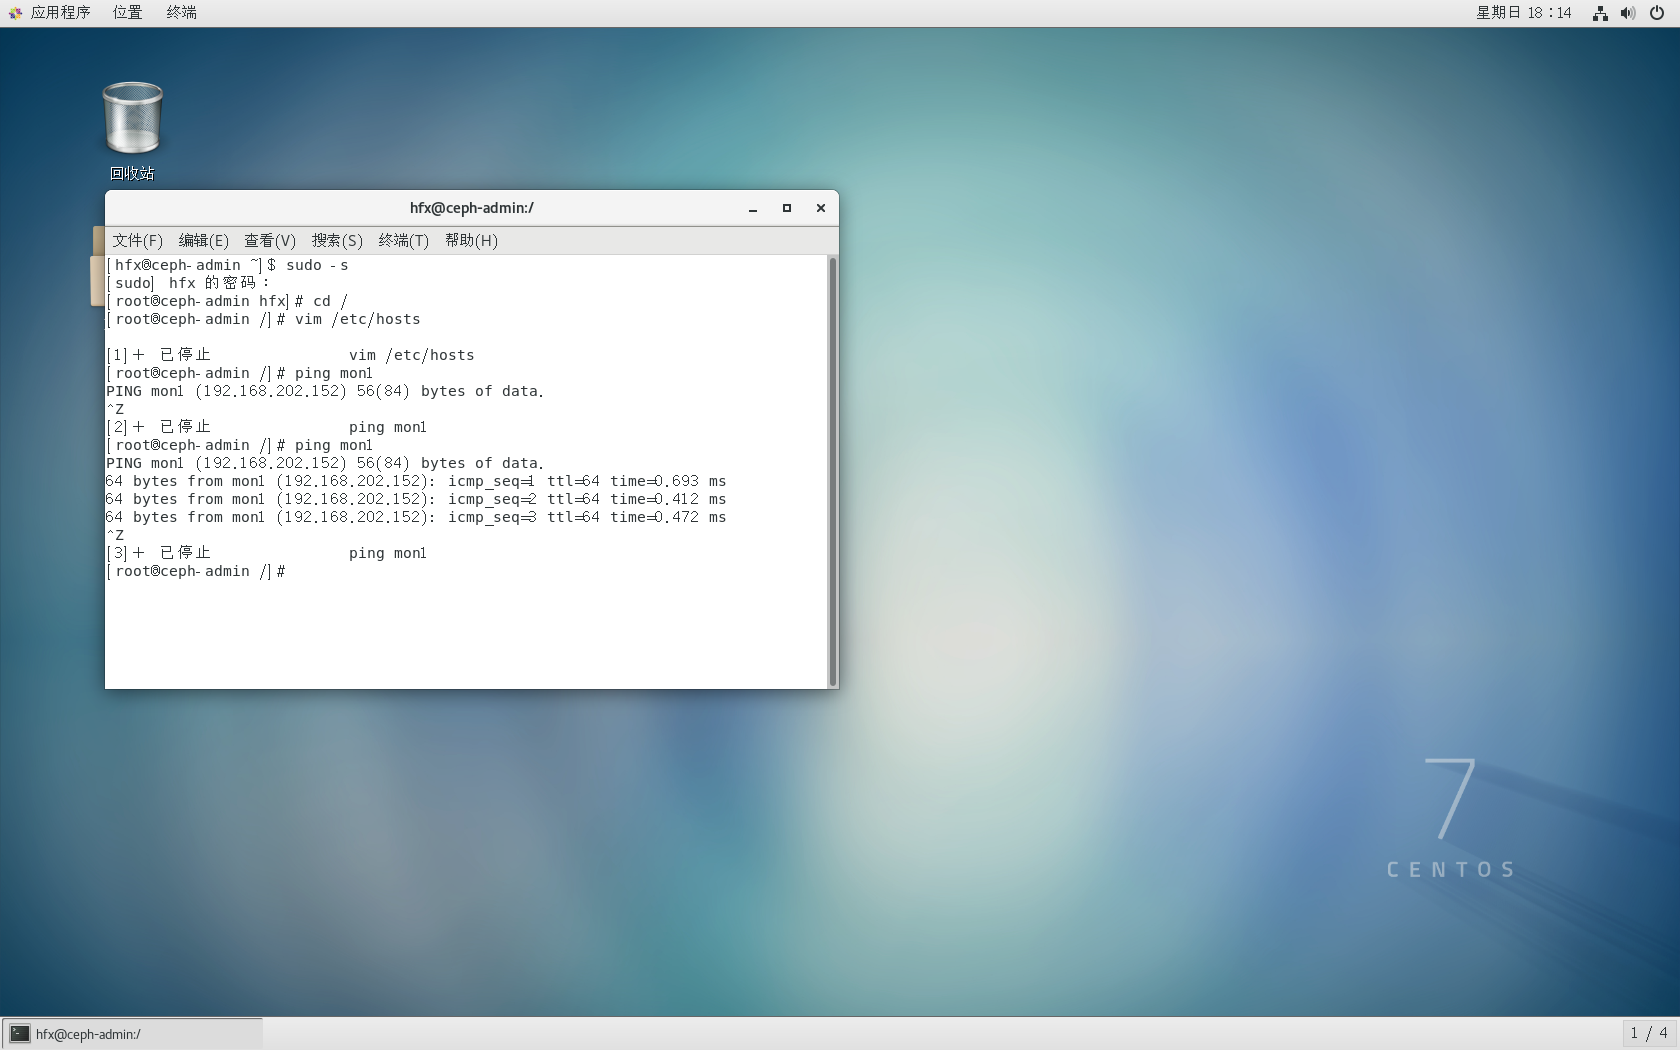 应用程序 位置 终端 星期日 18：14
回收站
hfx@ceph-admin:/
文件(F) 编辑(E) 查看(V) 搜索(S) 终端(T) 帮助(H)
[hfx@ceph-admin ~]$ sudo -s
[sudo] hfx 的密码：
[root@ceph-admin hfx]# cd /
[root@ceph-admin /]# vim /etc/hosts
[1]+ 已停止 vim /etc/hosts
[root@ceph-admin /]# ping mon1
PING mon1 (192.168.202.152) 56(84) bytes of data.
^Z
[2]+ 已停止 ping mon1
[root@ceph-admin /]# ping mon1
PING mon1 (192.168.202.152) 56(84) bytes of data.
64 bytes from mon1 (192.168.202.152): icmp_seq=1 ttl=64 time=0.693 ms
64 bytes from mon1 (192.168.202.152): icmp_seq=2 ttl=64 time=0.412 ms
64 bytes from mon1 (192.168.202.152): icmp_seq=3 ttl=64 time=0.472 ms
^Z
[3]+ 已停止 ping mon1
[root@ceph-admin /]#
7
CENTOS
hfx@ceph-admin:/ 1 / 4